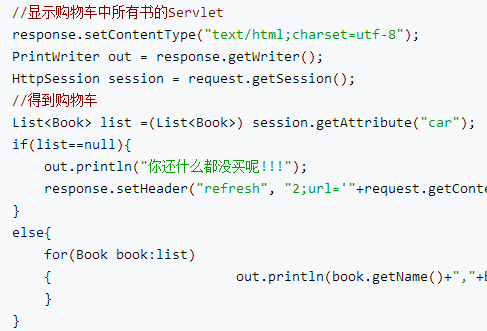 //显示购物车中所有书的Servlet
response.setContentType("text/html;charset=utf-8");
PrintWriter out = response.getWriter();
HttpSession session = request.getSession();
//得到购物车
List<Book> list =(List<Book>) session.getAttribute("car");
if(list==null){
out.println("你还什么都没买呢!!!");
response.setHeader("refresh", "2;url='"+request.getConte
}
else{
for(Book book:list)
{ out.println(book.getName()+","+b
}
}